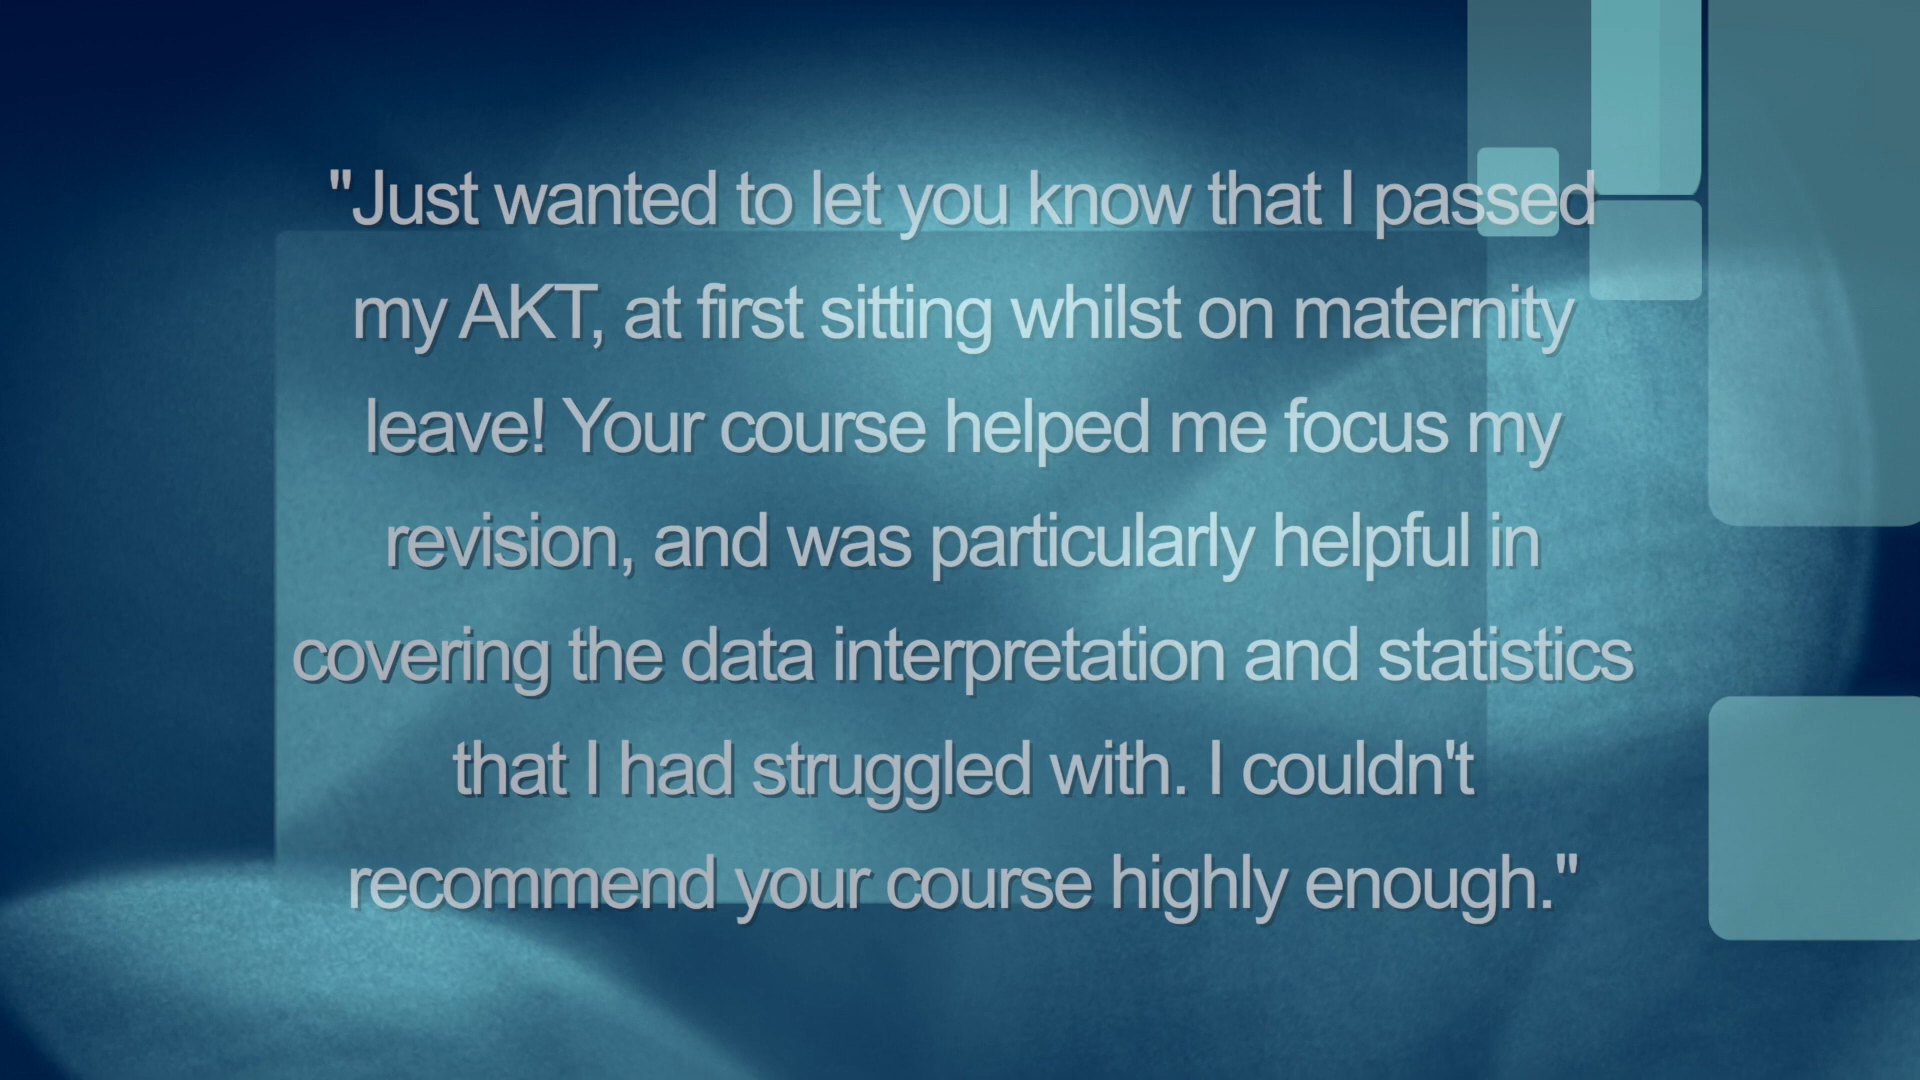 "Just wanted to let you know that I passed
my AKT, at first sitting whilst on maternity
leave! Your course helped me focus my
revision, and was particularly helpful in
covering the data interpretation and statistics
that I had struggled with. I couldn't
recommend your course highly enough."